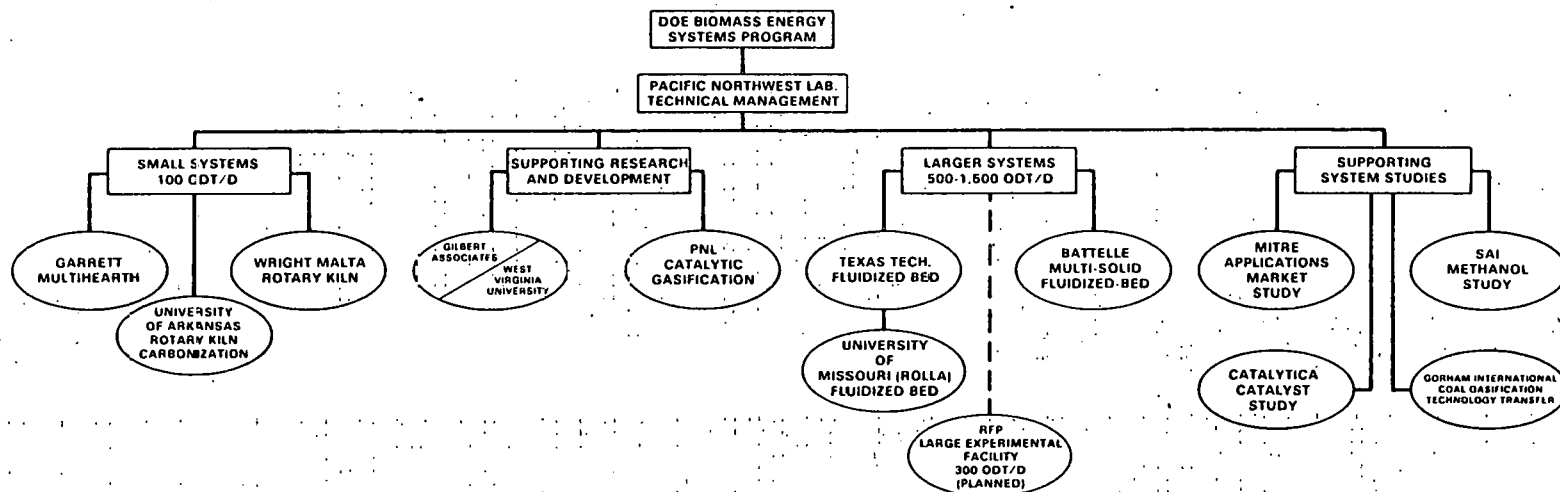 DOE BIOMASS ENERGY
SYSTEMS PROGRAM
PACIFIC NORTHWEST LAB.
TECHNICAL MANAGEMENT
SMALL SYSTEMS
100 ODT/D
SUPPORTING RESEARCH
AND DEVELOPMENT
LARGER SYSTEMS
500-1,500 ODT/D
SUPPORTING
SYSTEM STUDIES
GARRETT
MULTIHEARTH
UNIVERSITY
OF ARKANSAS
ROTARY KILN
CARBONIZATION
WRIGHT MALTA
ROTARY KILN
GILBERT
ASSOCIATES
WEST
VIRGINIA
UNIVERSITY
PNL
CATALYTIC
GASIFICATION
TEXAS TECH.
FLUIDIZED BED
UNIVERSITY
OF
MISSOURI (ROLLA)
FLUIDIZED BED
RFP
LARGE EXPERIMENTAL
FACILITY
300 ODT/D
(PLANNED)
BATTELLE
MULTI-SOLID
FLUIDIZED-BED
MITRE
APPLICATIONS
MARKET
STUDY
SAI
METHANOL
STUDY
CATALYTICA
CATALYST
STUDY
GORHAM INTERNATIONAL
COAL GASIFICATION
TECHNOLOGY TRANSFER